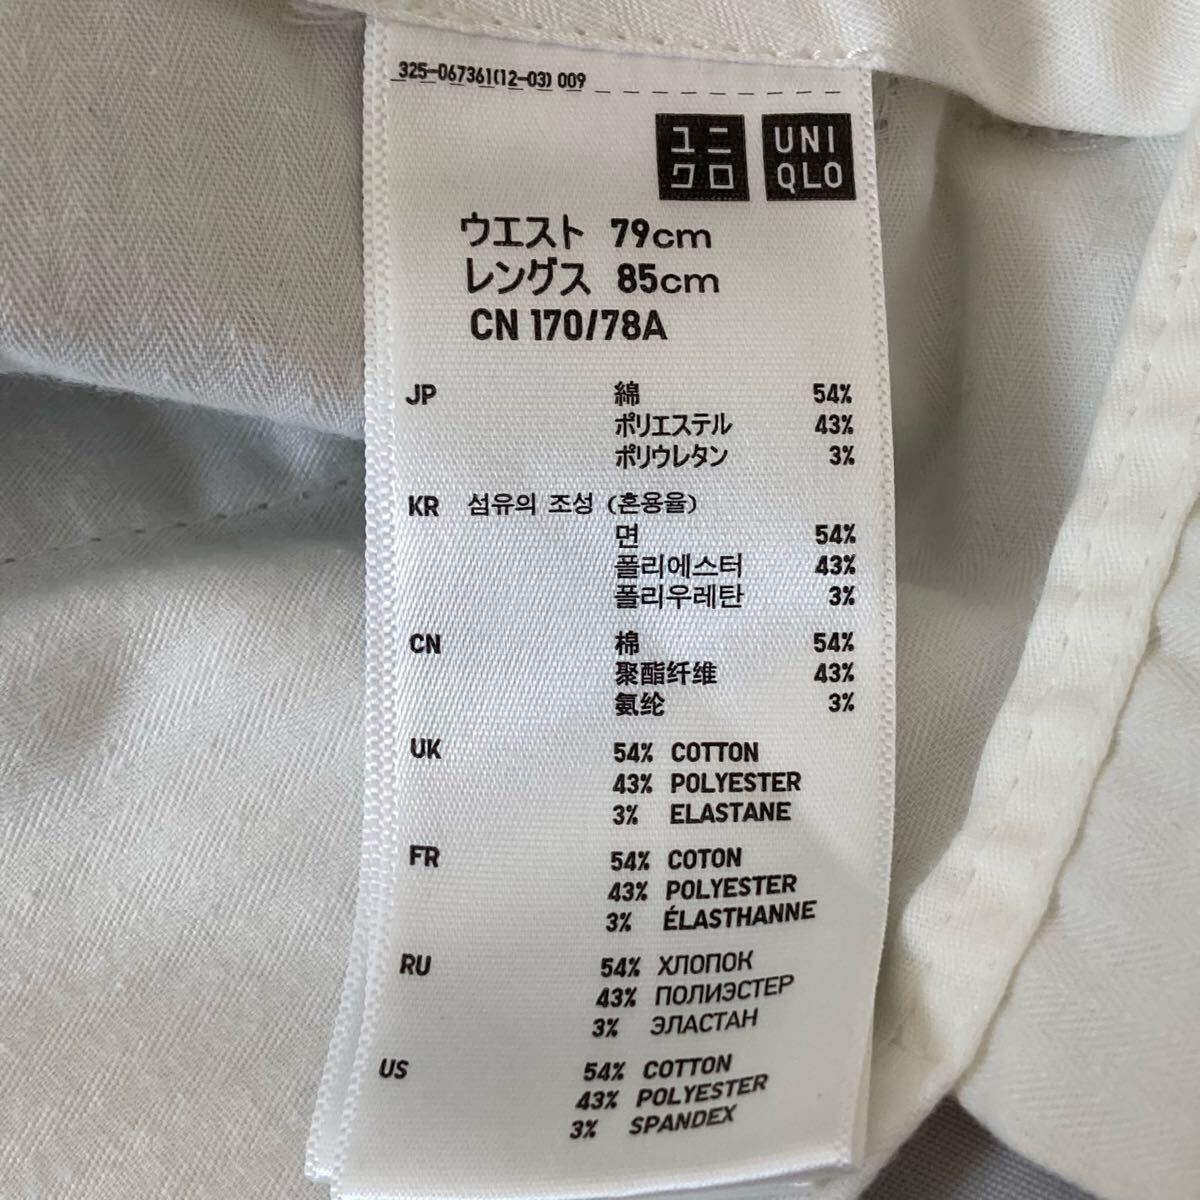 325-067361(12-03) 009
ユニ
クロ
UNI
QLO
ウエスト 79cm
レングス 85cm
CN 170/78A
JP 綿 54%
ポリエステル 43%
ポリウレタン 3%
KR 섬유의 조성 (혼용율)
면 54%
폴리에스터 43%
폴리우레탄 3%
CN 棉 54%
聚酯纤维 43%
氨纶 3%
UK 54% COTTON
43% POLYESTER
3% ELASTANE
FR 54% COTON
43% POLYESTER
3% ÉLASTHANNE
RU 54% ХЛОПОК
43% ПОЛИЭСТЕР
3% ЭЛАСТАН
US 54% COTTON
43% POLYESTER
3% SPANDEX